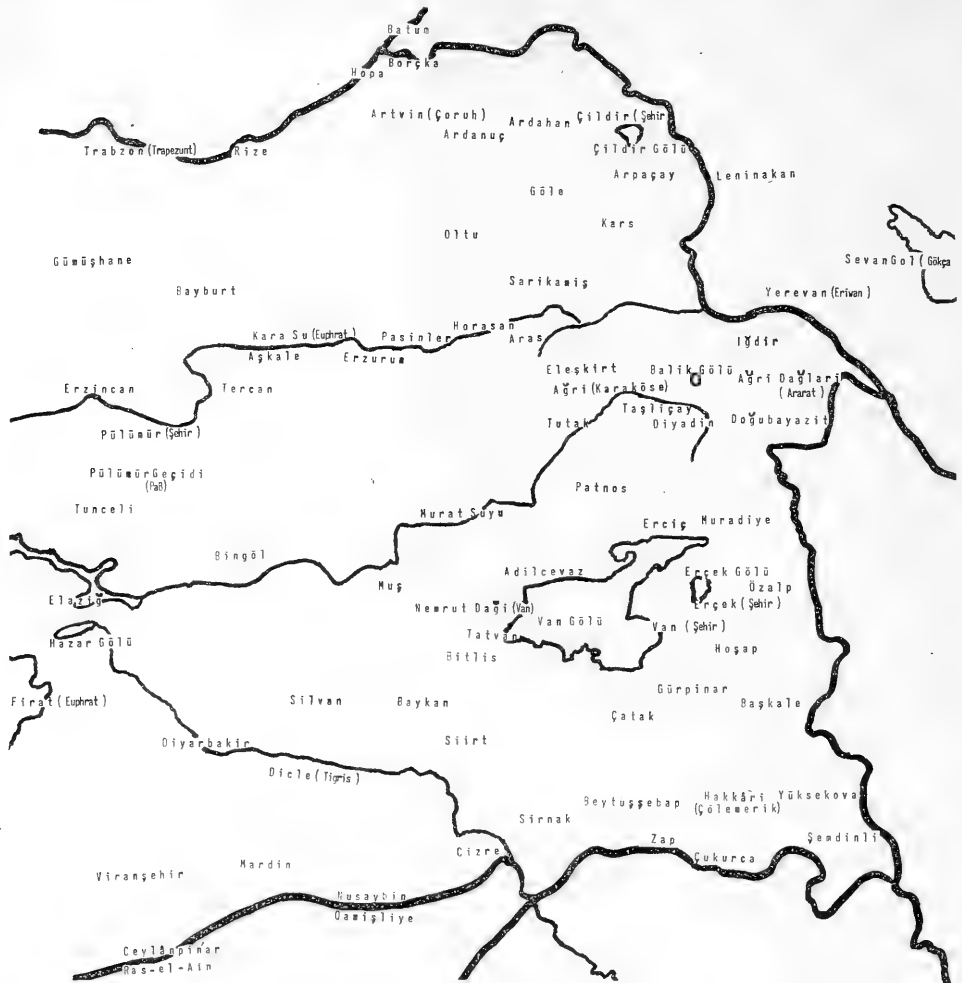 Batum
Borçka
Hopa
Artvin (Çoruh)
Ardahan
Çildir (Şehir
Ardanuç
Trabzon (Trapezunt)
Rize
Çildir Gölü
Arpaçay
Leninakan
Göle
Kars
Oltu
Gümüşhane
SevanGol (Gökça
Sarikamiş
Bayburt
Yerevan (Eriwan)
Horasan
Kara Su (Euphrat)
Pasinler
Aras
Iğdir
Aşkale
Erzurum
Eleşkirt
Balik Gölü
Ağri Dağlari
(Ararat)
Erzincan
Tercan
Ağri (Karaköse)
Taşliçay
Tutak
Diyadin
Doğubayazit
Pülümür (Şehir)
Pülümür Geçidi
(Paß)
Patnos
Tunceli
Murat Suyu
Erciç
Muradiye
Bingöl
Adilcevaz
Erçek Gölü
Muş
Özalp
Elaziğ
Nemrut Daği (Van)
Erçek (Şehir)
Van Gölü
Van (Şehir)
Tatvan
Hazar Gölü
Hoşap
Bitlis
Gürpinar
Firat (Euphrat)
Silvan
Baykan
Çatak
Başkale
Diyarbakir
Siirt
Dicle (Tigris)
Beytuşşebap
Hakkâri
(Çölemerik)
Yüksekova
Sirnak
Şemdinli
Zap
Cizre
Çukurca
Mardin
Viranşehir
Nusaybin
Qamişliye
Ceylânpinar
Ras-el-Ain